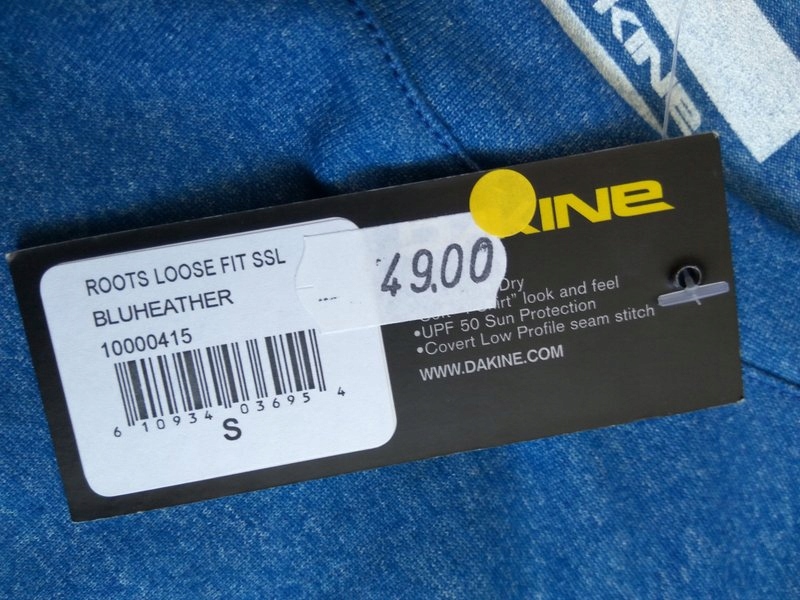 DAKINE
ROOTS LOOSE FIT SSL
BLUHEATHER
10000415
6 10934 03695 4
S
49.00
KINE
Dry
look and feel
•UPF 50 Sun Protection
•Covert Low Profile seam stitch
WWW.DAKINE.COM